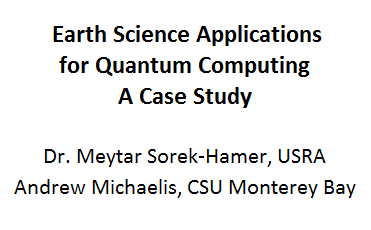 Earth Science Applications
for Quantum Computing
A Case Study
Dr. Meytar Sorek-Hamer, USRA
Andrew Michaelis, CSU Monterey Bay